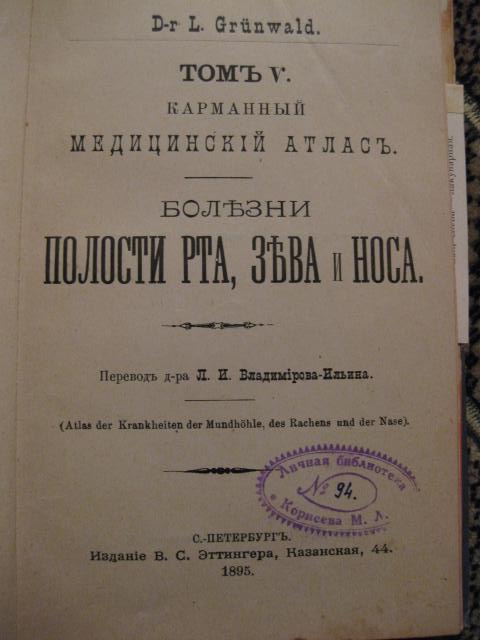 D-r L. Grünwald.
ТОМЪ V.
КАРМАННЫЙ
МЕДИЦИНСКІЙ АТЛАСЪ.
БОЛѢЗНИ
ПОЛОСТИ РТА, ЗѢВА И НОСА.
Переводъ д-ра Л. И. Владимірова-Ильина.
(Atlas der Krankheiten der Mundhöhle, des Rachens und der Nase).
Личная библиотека
№ 94.
Корисева М. Л.
С.-ПЕТЕРБУРГЪ.
Изданіе В. С. Эттингера, Казанская, 44.
1895.